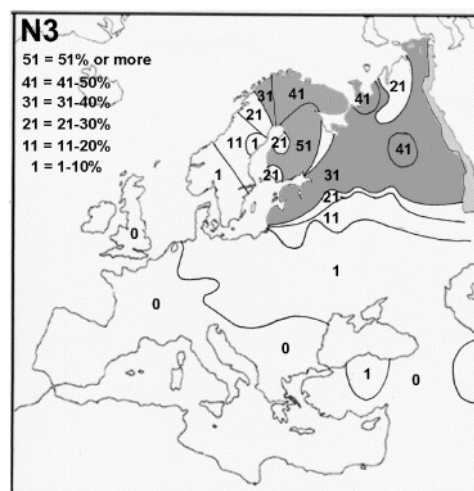 N3
51 = 51% or more
41 = 41-50%
31 = 31-40%
21 = 21-30%
11 = 11-20%
1 = 1-10%
31 41 41 21
21
11 1 21 51 41
1 21 31
21
11
0
1
0
0
1 0